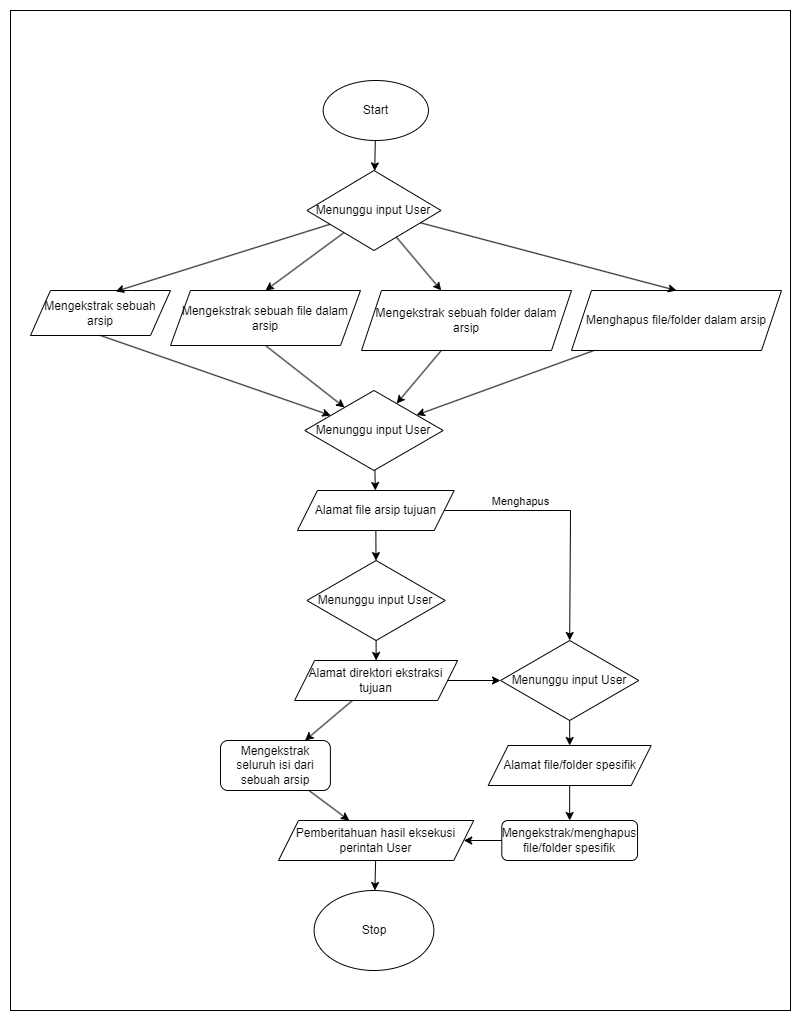 Start
Menunggu input User
Mengekstrak sebuah
arsip
Mengekstrak sebuah file dalam
arsip
Mengekstrak sebuah folder dalam
arsip
Menghapus file/folder dalam arsip
Menunggu input User
Alamat file arsip tujuan
Menghapus
Menunggu input User
Alamat direktori ekstraksi
tujuan
Menunggu input User
Mengekstrak
seluruh isi dari
sebuah arsip
Alamat file/folder spesifik
Pemberitahuan hasil eksekusi
perintah User
Mengekstrak/menghapus
file/folder spesifik
Stop